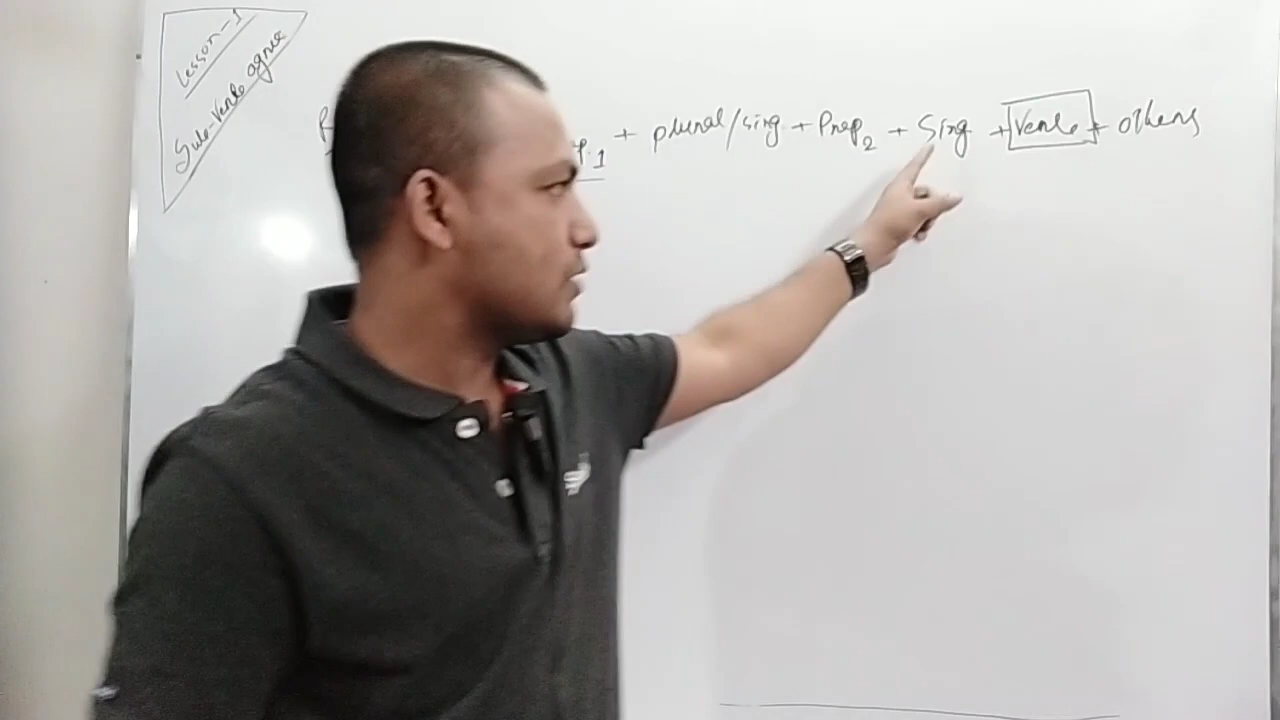 Lesson-1
Sub-Verb agree
+ plural/sing + Prep2 + Sing + Verb + others